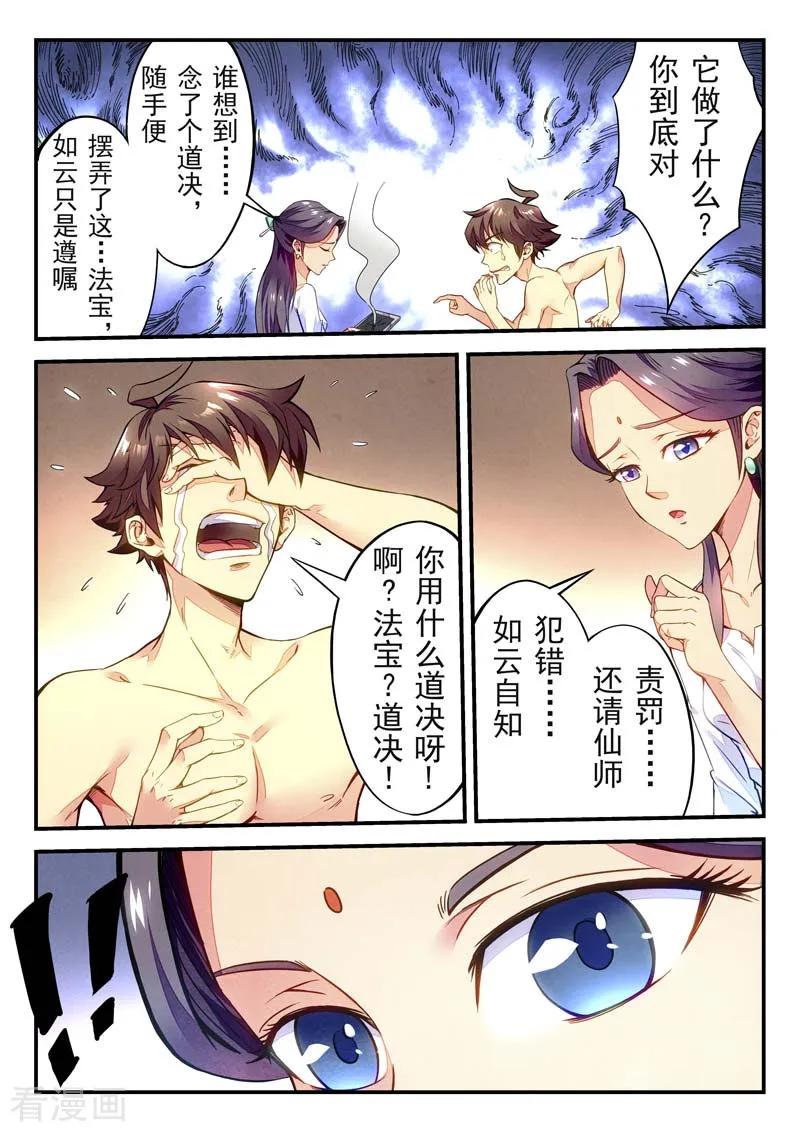 如云只是遵嘱
摆弄了这…法宝，
随手便
念了个道决，
谁想到……
你到底对
它做了什么？
啊？法宝？道决！
你用什么道决呀！
如云自知
犯错……
还请仙师
责罚……
!!
看漫画